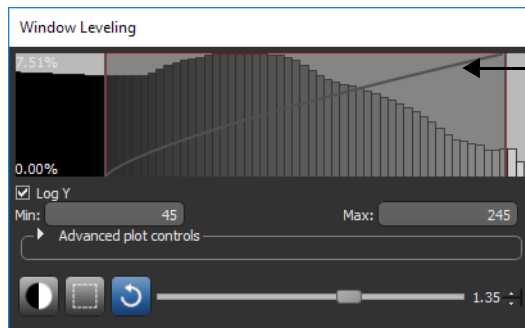 Window Leveling
7.51%
0.00%
Log Y
Min: 45 Max: 245
Advanced plot controls
1.35